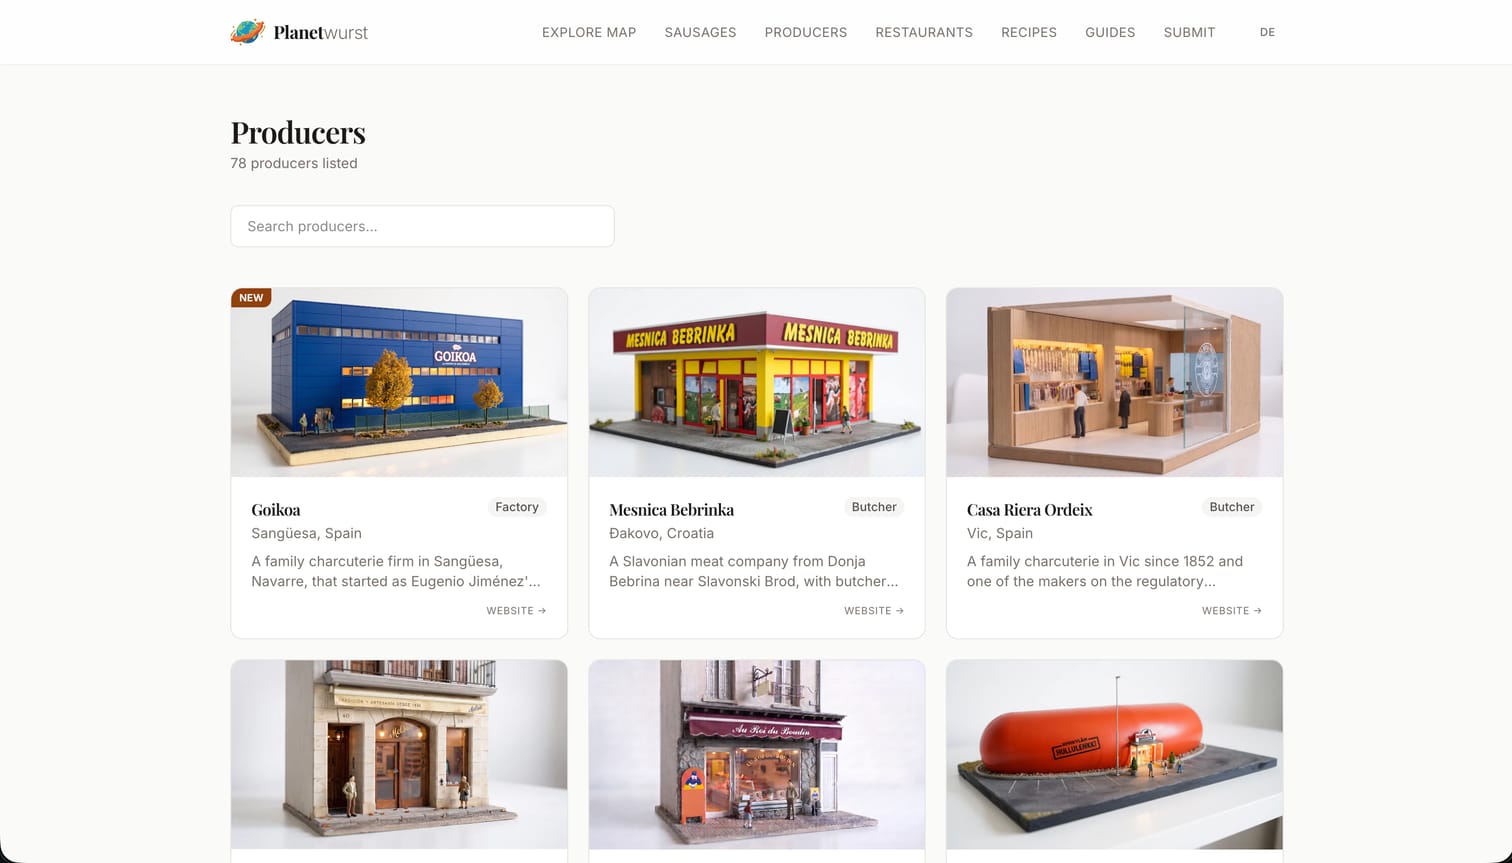 Planetwurst
EXPLORE MAP
SAUSAGES
PRODUCERS
RESTAURANTS
RECIPES
GUIDES
SUBMIT
DE
Producers
78 producers listed
Search producers...
NEW
GOIKOA
MESNICA BEBRINKA
MESNICA BEBRINKA
Goikoa
Factory
Sangüesa, Spain
A family charcuterie firm in Sangüesa,
Navarre, that started as Eugenio Jiménez'...
WEBSITE →
Mesnica Bebrinka
Butcher
Đakovo, Croatia
A Slavonian meat company from Donja
Bebrina near Slavonski Brod, with butcher...
WEBSITE →
Casa Riera Ordeix
Butcher
Vic, Spain
A family charcuterie in Vic since 1852 and
one of the makers on the regulatory...
WEBSITE →
Au Roi du Boudin
HULLULENKKI